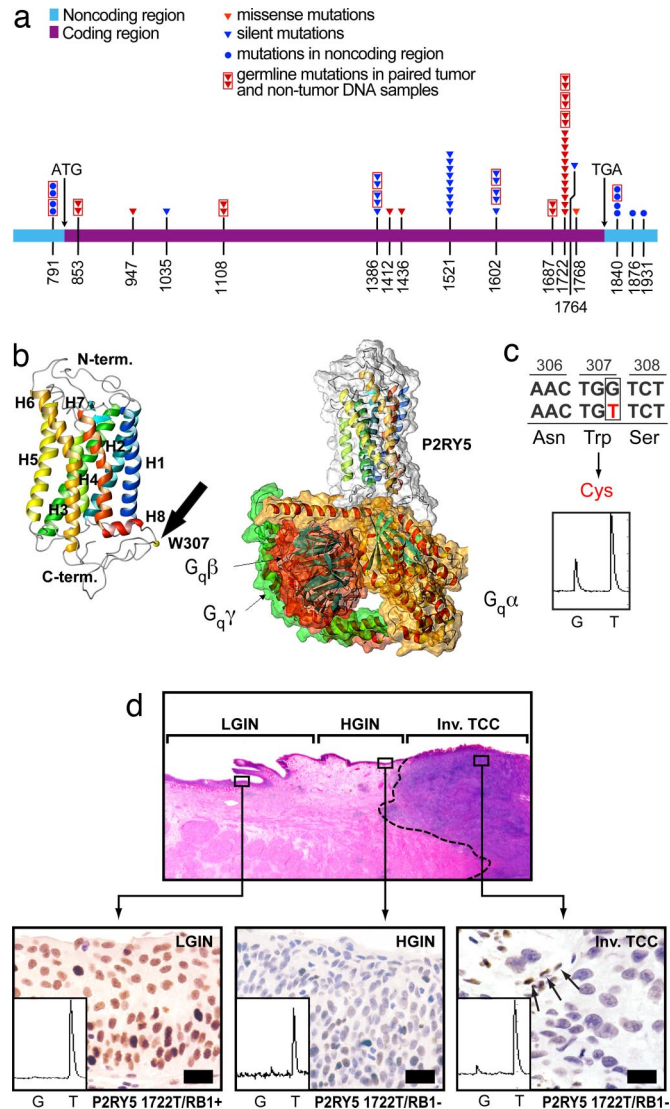 a
Noncoding region
Coding region
missense mutations
silent mutations
mutations in noncoding region
germline mutations in paired tumor
and non-tumor DNA samples
ATG
TGA
791
853
947
1035
1108
1386
1412
1436
1521
1602
1687
1722
1764
1768
1840
1876
1931
b
N-term.
H6
H7
H5
H2
H1
H4
H3
H8
W307
C-term.
P2RY5
Gqβ
Gqγ
Gqα
c
306 307 308
AAC TGG TCT
AAC TGT TCT
Asn Trp Ser
Cys
G T
d
LGIN HGIN Inv. TCC
LGIN
G T P2RY5 1722T/RB1+
HGIN
G T P2RY5 1722T/RB1-
Inv. TCC
G T P2RY5 1722T/RB1-